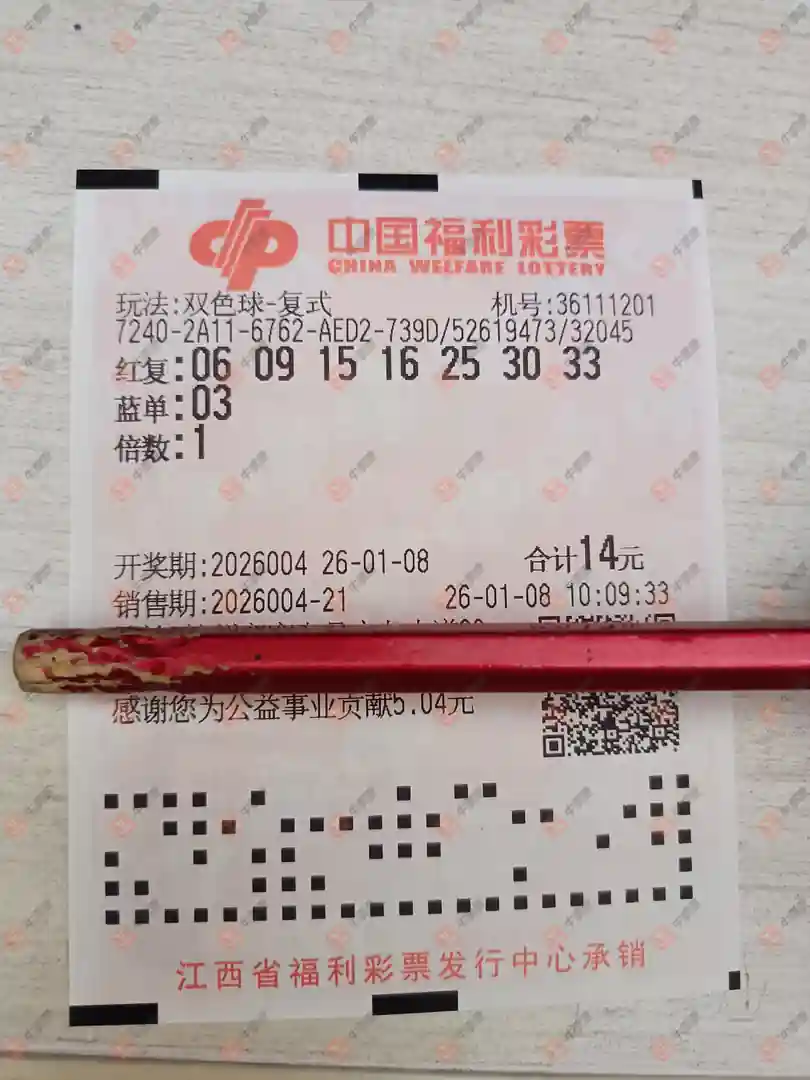 中国福利彩票
CHINA WELFARE LOTTERY
玩法:双色球-复式 机号:36111201
7240-2A11-6762-AED2-739D/52619473/32045
红复:06 09 15 16 25 30 33
蓝单:03
倍数:1
开奖期:2026004 26-01-08 合计14元
销售期:2026004-21 26-01-08 10:09:33
感谢您为公益事业贡献5.04元
江西省福利彩票发行中心承销